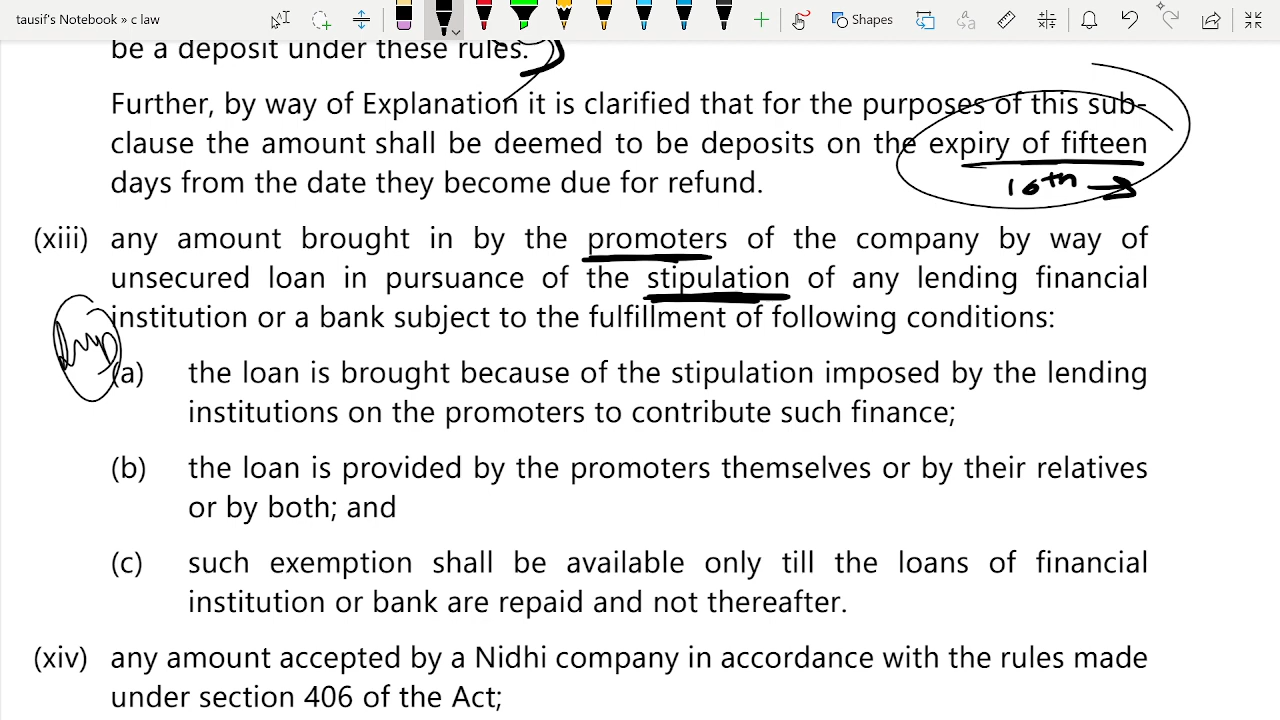 tausif's Notebook » c law
Shapes
be a deposit under these rules.
Further, by way of Explanation it is clarified that for the purposes of this sub-
clause the amount shall be deemed to be deposits on the expiry of fifteen
days from the date they become due for refund.
16th
(xiii) any amount brought in by the promoters of the company by way of
unsecured loan in pursuance of the stipulation of any lending financial
institution or a bank subject to the fulfillment of following conditions:
Imp
(a) the loan is brought because of the stipulation imposed by the lending
institutions on the promoters to contribute such finance;
(b) the loan is provided by the promoters themselves or by their relatives
or by both; and
(c) such exemption shall be available only till the loans of financial
institution or bank are repaid and not thereafter.
(xiv) any amount accepted by a Nidhi company in accordance with the rules made
under section 406 of the Act;